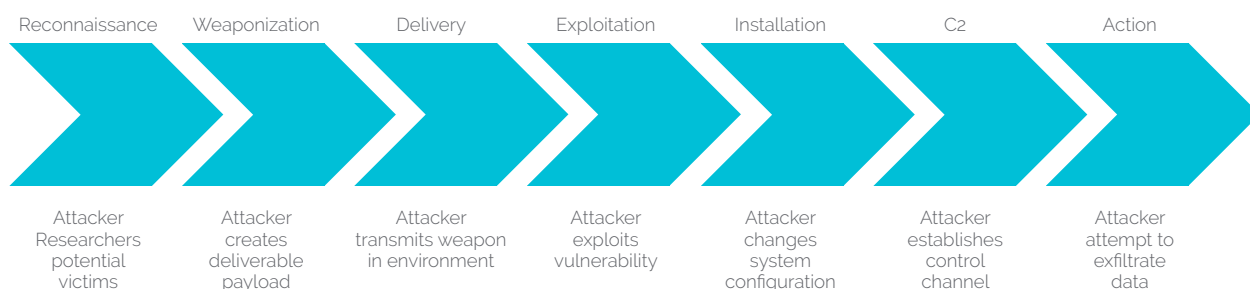 Reconnaissance
Weaponization
Delivery
Exploitation
Installation
C2
Action
Attacker
Researchers
potential
victims
Attacker
creates
deliverable
payload
Attacker
transmits weapon
in environment
Attacker
exploits
vulnerability
Attacker
changes
system
configuration
Attacker
establishes
control
channel
Attacker
attempt to
exfiltrate
data